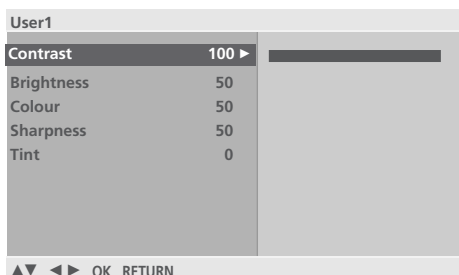 User1
Contrast 100 ►
Brightness 50
Colour 50
Sharpness 50
Tint 0
▲▼ ◄► OK RETURN